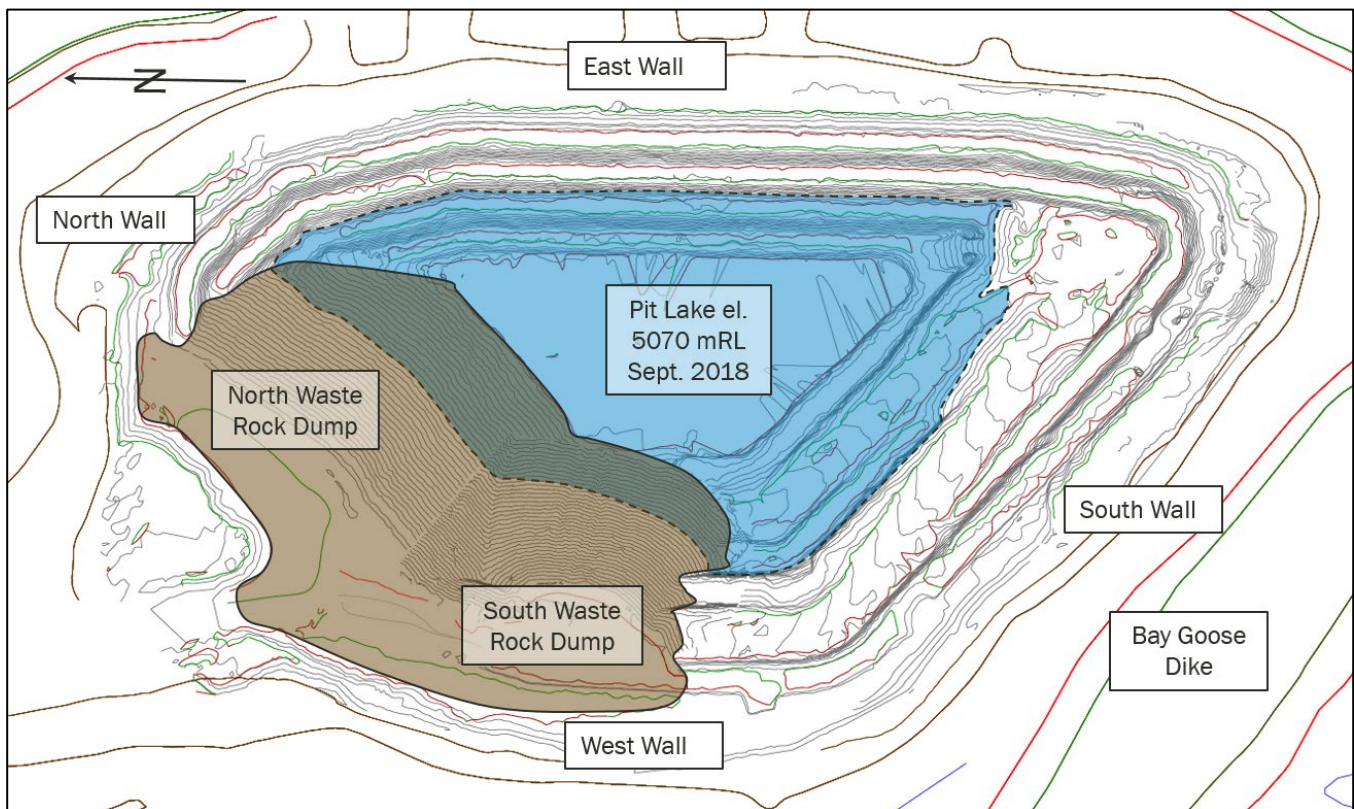 East Wall
N
North Wall
Pit Lake el.
5070 mRL
Sept. 2018
North Waste
Rock Dump
South Wall
South Waste
Rock Dump
Bay Goose
Dike
West Wall